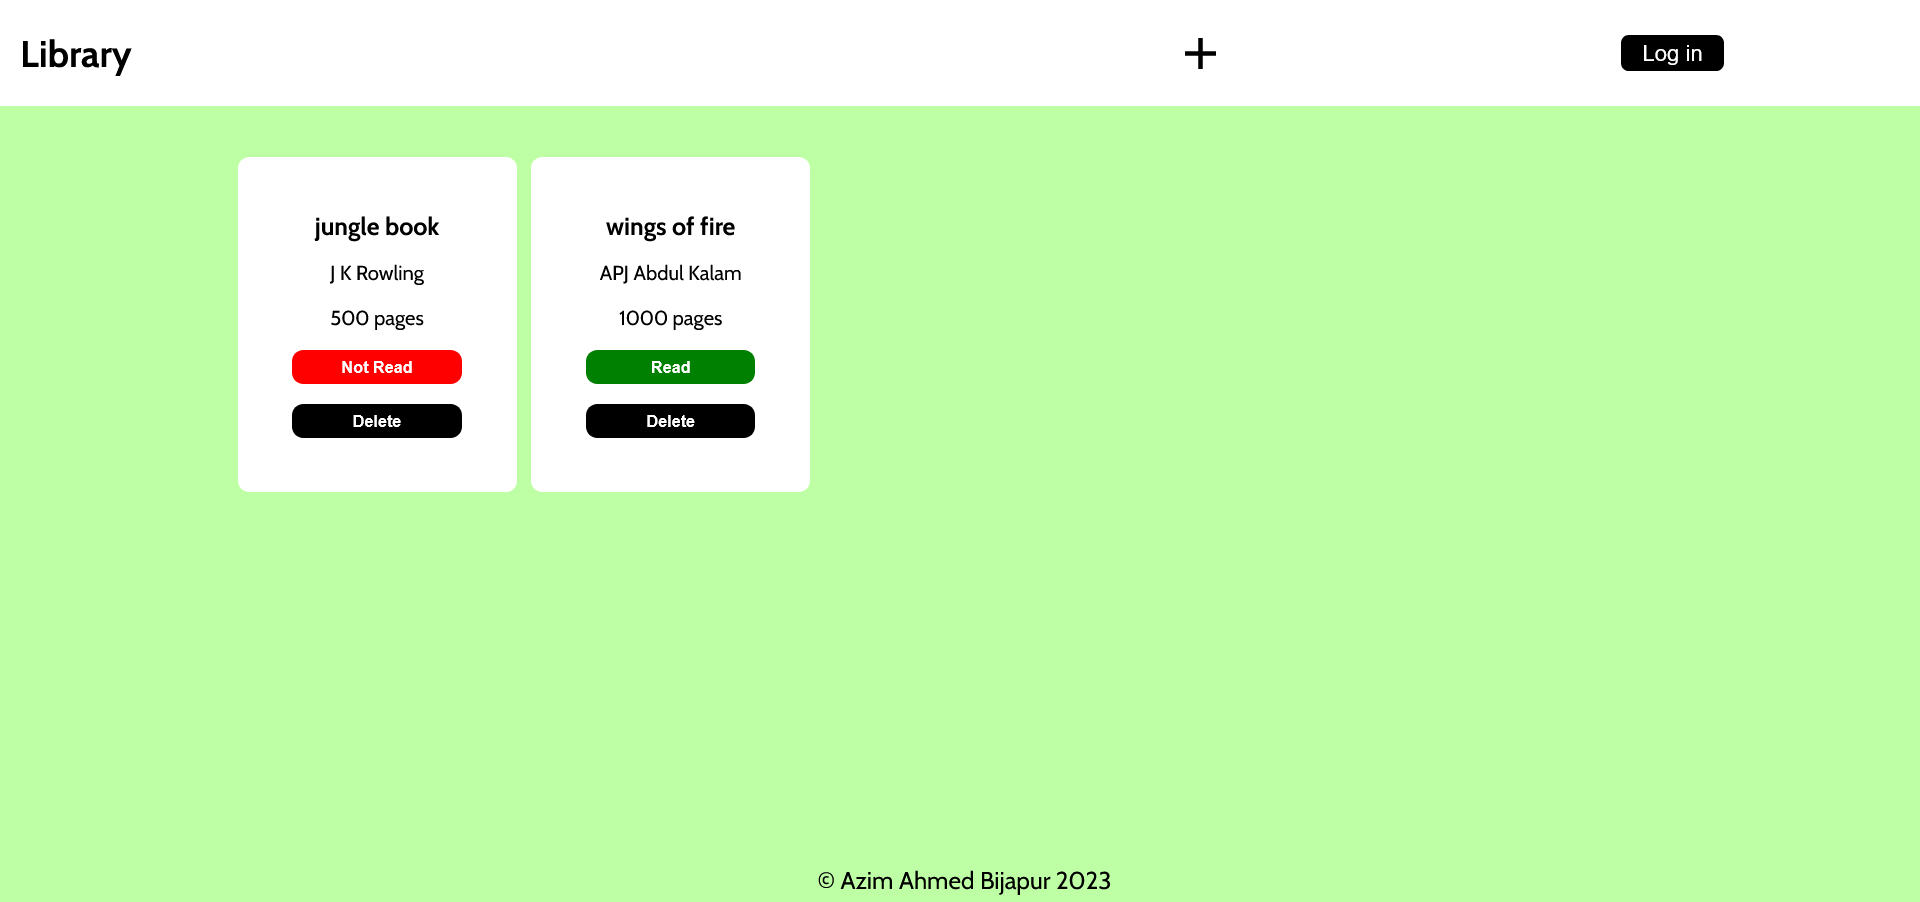 Library
Log in
jungle book
J K Rowling
500 pages
Not Read
Delete
wings of fire
APJ Abdul Kalam
1000 pages
Read
Delete
© Azim Ahmed Bijapur 2023